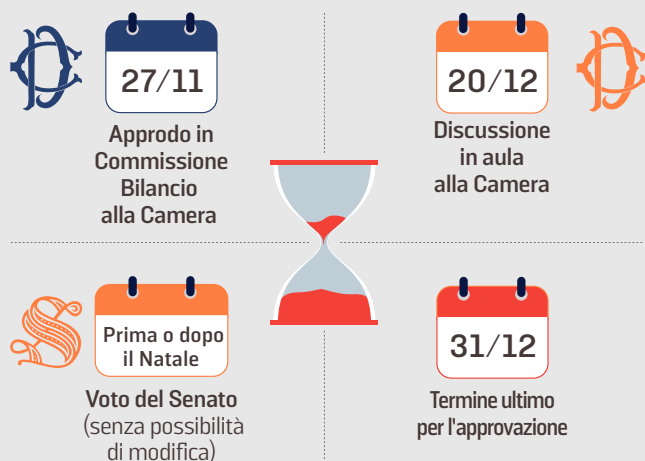 27/11
Approdo in
Commissione
Bilancio
alla Camera
20/12
Discussione
in aula
alla Camera
Prima o dopo
il Natale
Voto del Senato
(senza possibilità
di modifica)
31/12
Termine ultimo
per l'approvazione